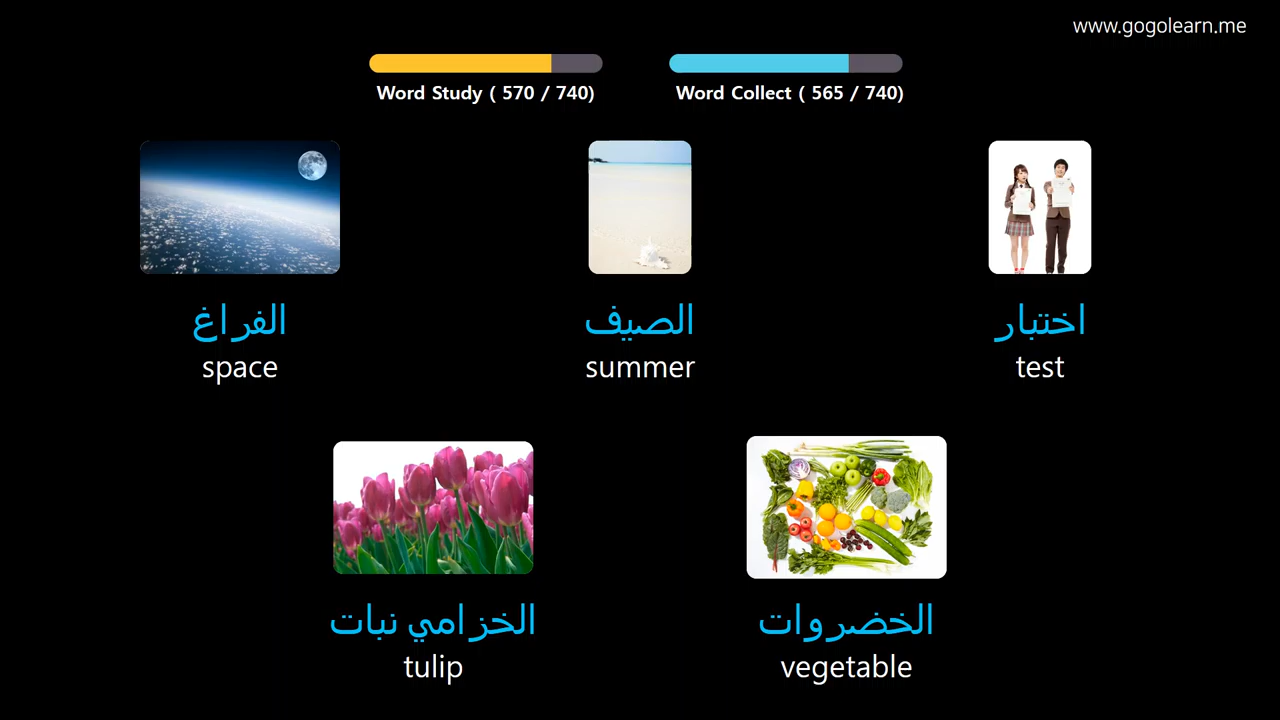 www.gogolearn.me
Word Study ( 570 / 740)
Word Collect ( 565 / 740)
الفراغ
space
الصيف
summer
اختبار
test
الخزامي نبات
tulip
الخضروات
vegetable